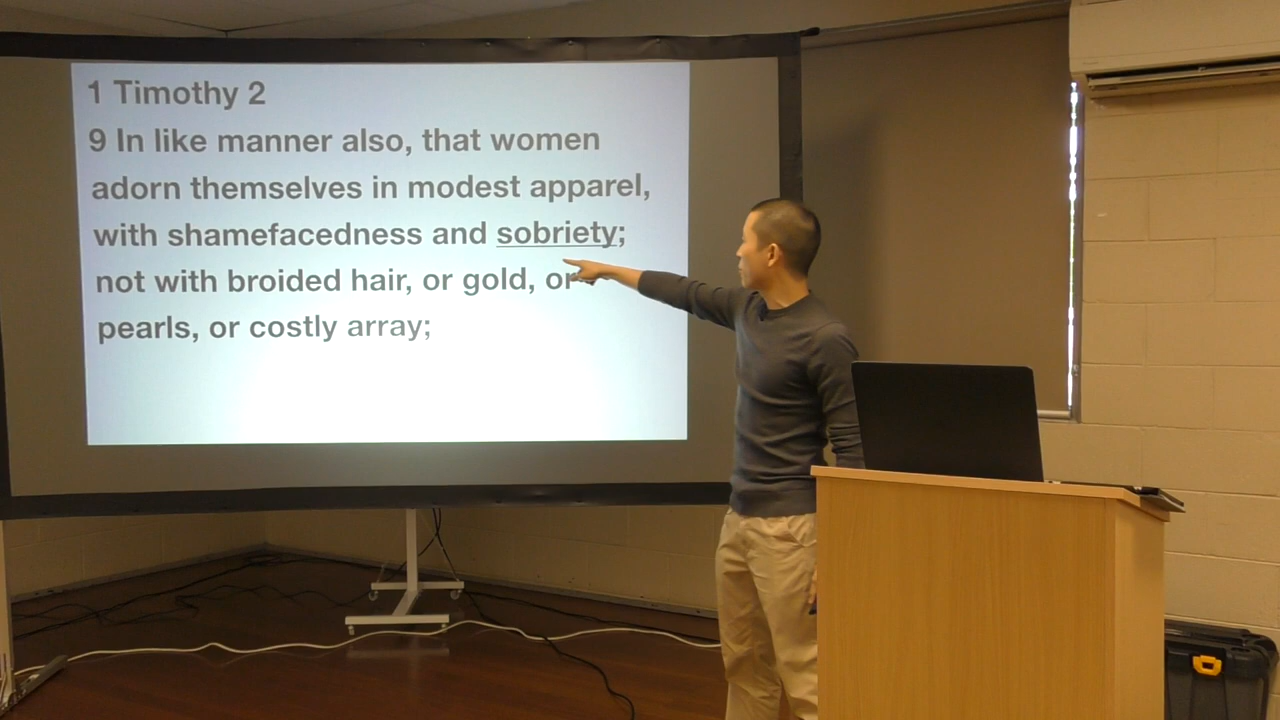 1 Timothy 2
9 In like manner also, that women
adorn themselves in modest apparel,
with shamefacedness and sobriety;
not with broided hair, or gold, or
pearls, or costly array;